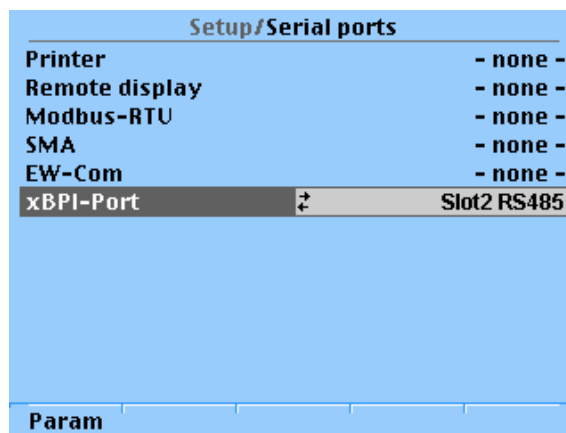 Setup/Serial ports
Printer - none -
Remote display - none -
Modbus-RTU - none -
SMA - none -
EW-Com - none -
xBPI-Port Slot2 RS485
Param